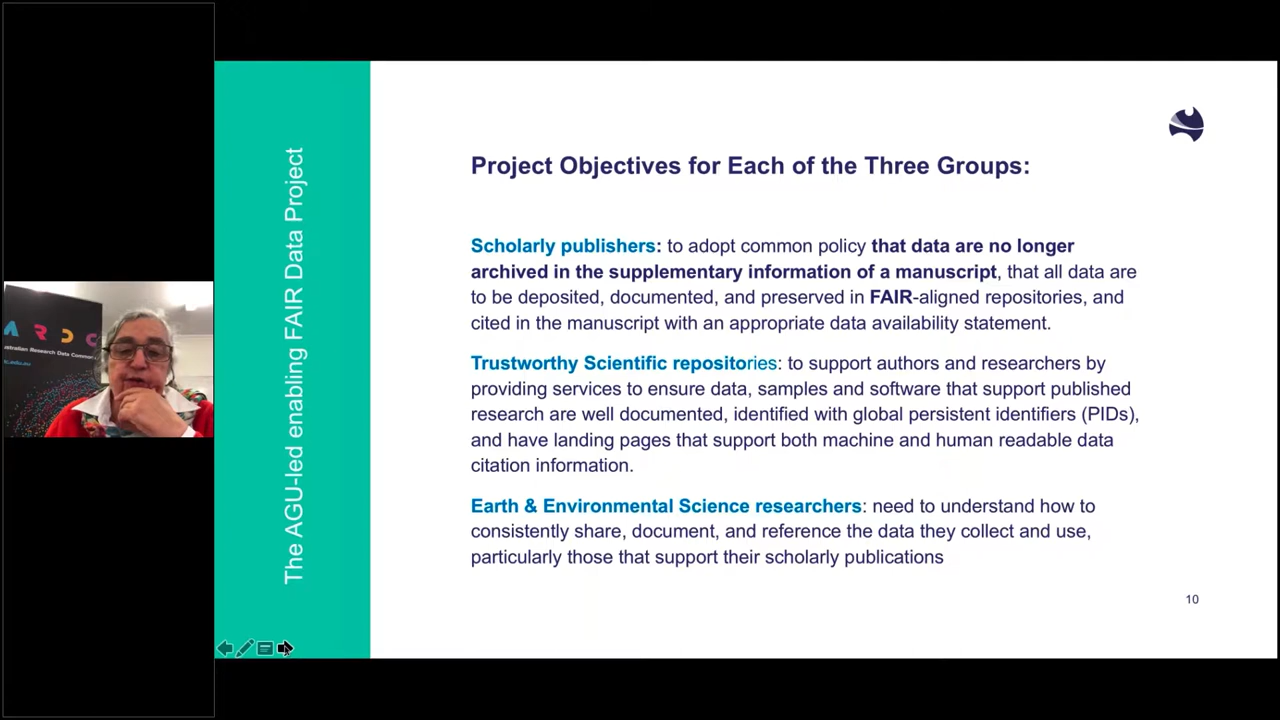 The AGU-led enabling FAIR Data Project
Project Objectives for Each of the Three Groups:
Scholarly publishers: to adopt common policy that data are no longer
archived in the supplementary information of a manuscript, that all data are
to be deposited, documented, and preserved in FAIR-aligned repositories, and
cited in the manuscript with an appropriate data availability statement.
Trustworthy Scientific repositories: to support authors and researchers by
providing services to ensure data, samples and software that support published
research are well documented, identified with global persistent identifiers (PIDs),
and have landing pages that support both machine and human readable data
citation information.
Earth & Environmental Science researchers: need to understand how to
consistently share, document, and reference the data they collect and use,
particularly those that support their scholarly publications
10
A R D C
Research Data